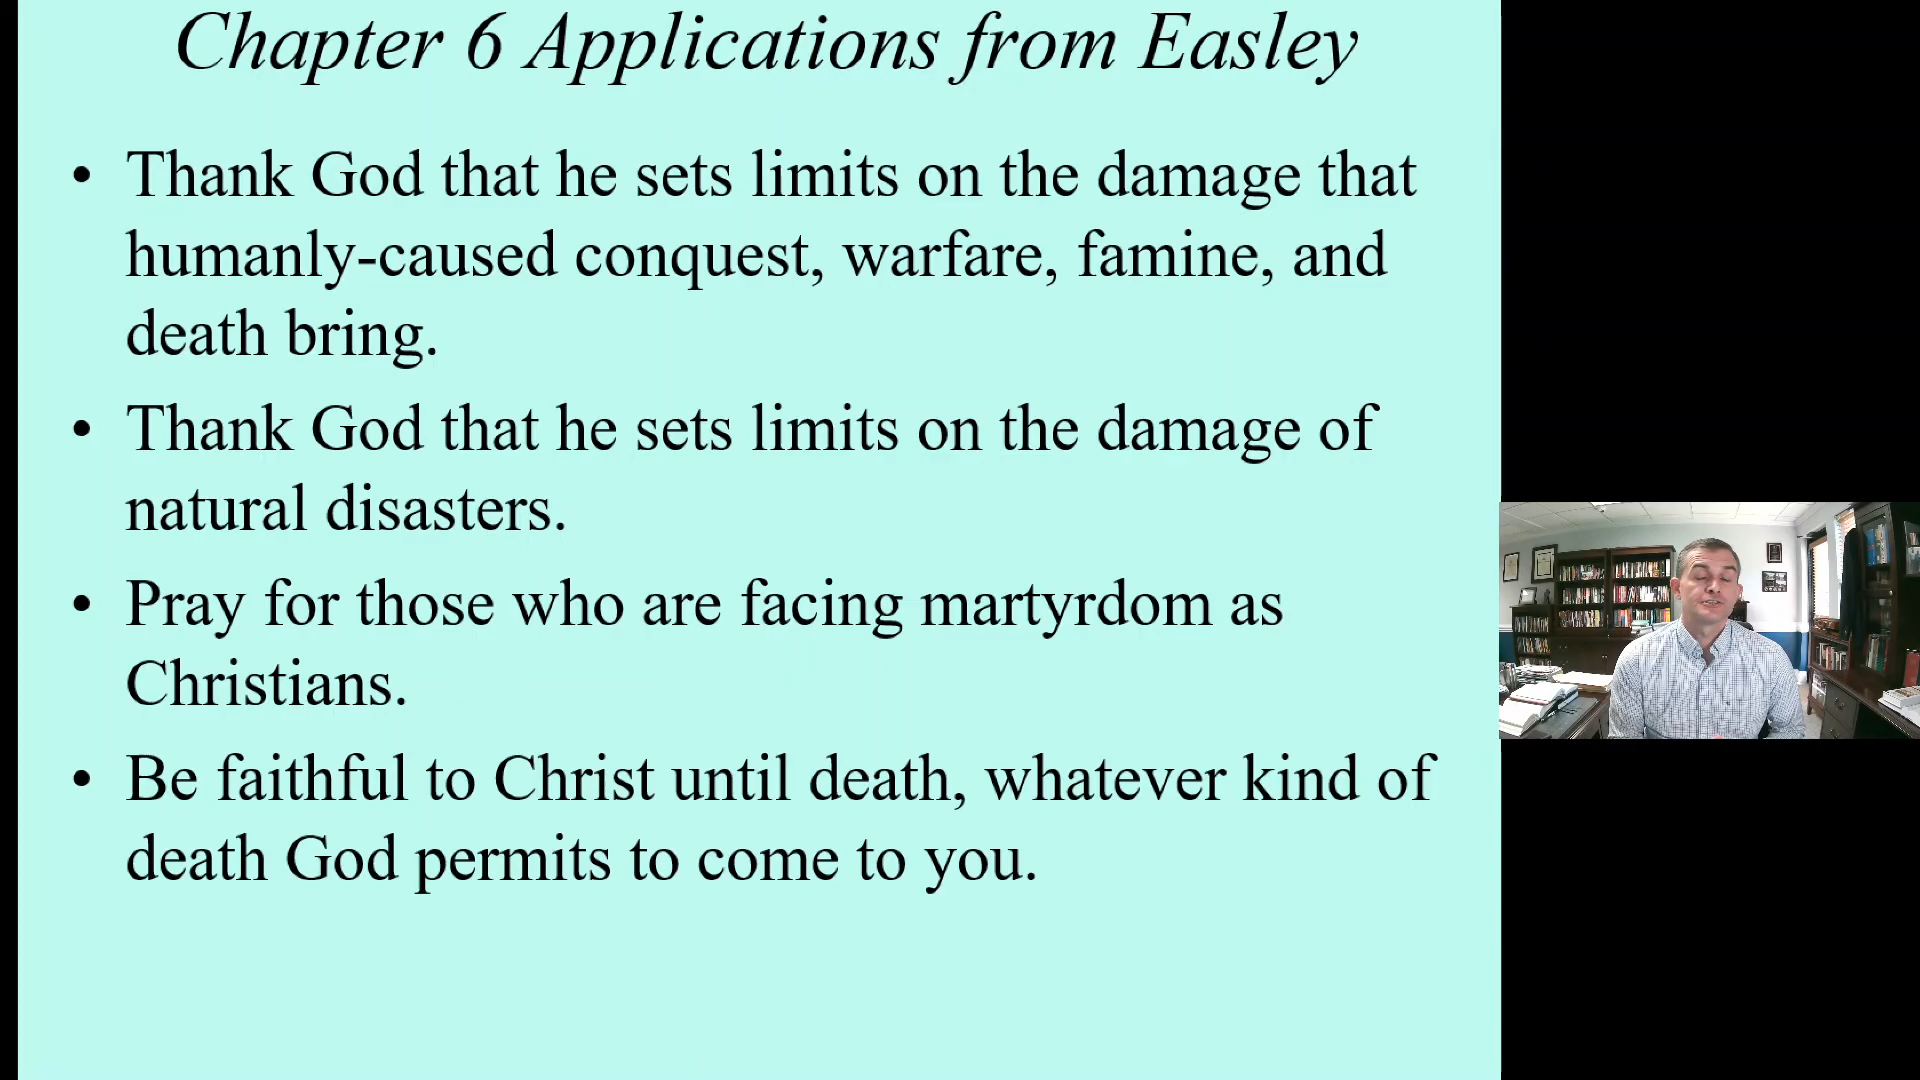 Chapter 6 Applications from Easley
• Thank God that he sets limits on the damage that
humanly-caused conquest, warfare, famine, and
death bring.
• Thank God that he sets limits on the damage of
natural disasters.
• Pray for those who are facing martyrdom as
Christians.
• Be faithful to Christ until death, whatever kind of
death God permits to come to you.